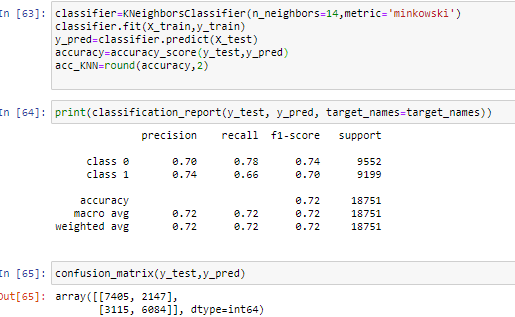 In [63]: classifier=KNeighborsClassifier(n_neighbors=14,metric='minkowski')
classifier.fit(X_train,y_train)
y_pred=classifier.predict(X_test)
accuracy=accuracy_score(y_test,y_pred)
acc_KNN=round(accuracy,2)
In [64]: print(classification_report(y_test, y_pred, target_names=target_names))
precision recall f1-score support
class 0 0.70 0.78 0.74 9552
class 1 0.74 0.66 0.70 9199
accuracy 0.72 18751
macro avg 0.72 0.72 0.72 18751
weighted avg 0.72 0.72 0.72 18751
In [65]: confusion_matrix(y_test,y_pred)
Out[65]: array([[7405, 2147],
[3115, 6084]], dtype=int64)